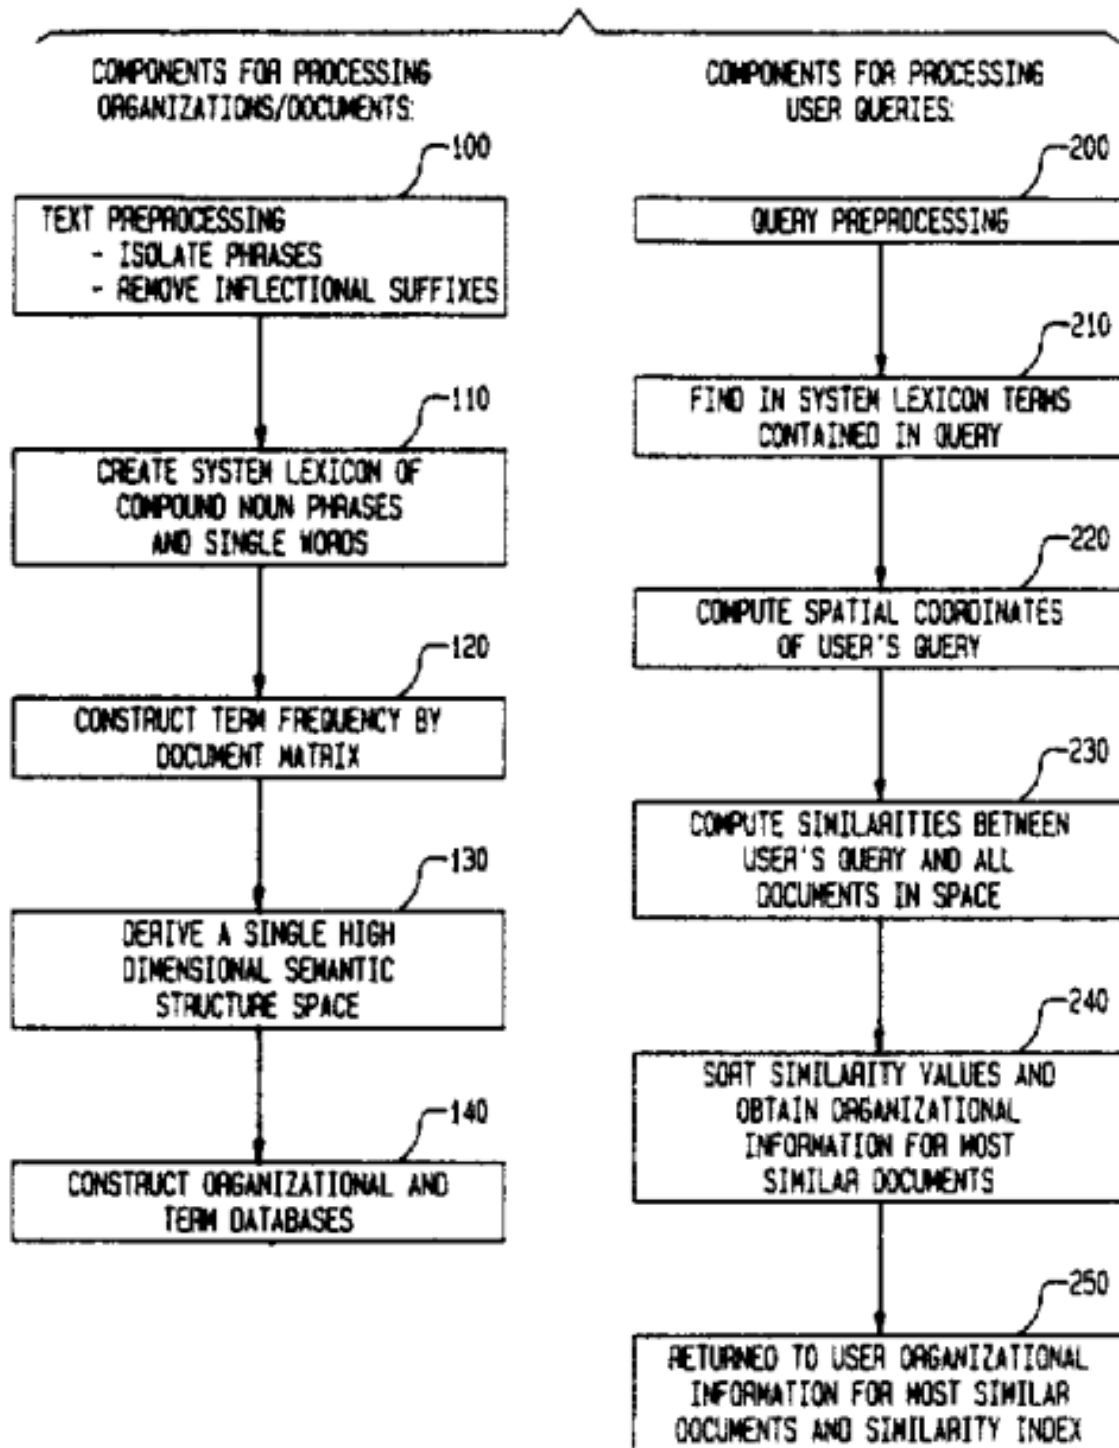 COMPONENTS FOR PROCESSING
ORGANIZATIONS/DOCUMENTS:
100
TEXT PREPROCESSING
- ISOLATE PHRASES
- REMOVE INFLECTIONAL SUFFIXES
110
CREATE SYSTEM LEXICON OF
COMPOUND NOUN PHRASES
AND SINGLE WORDS
120
CONSTRUCT TERM FREQUENCY BY
DOCUMENT MATRIX
130
DERIVE A SINGLE HIGH
DIMENSIONAL SEMANTIC
STRUCTURE SPACE
140
CONSTRUCT ORGANIZATIONAL AND
TERM DATABASES
COMPONENTS FOR PROCESSING
USER QUERIES:
200
QUERY PREPROCESSING
210
FIND IN SYSTEM LEXICON TERMS
CONTAINED IN QUERY
220
COMPUTE SPATIAL COORDINATES
OF USER'S QUERY
230
COMPUTE SIMILARITIES BETWEEN
USER'S QUERY AND ALL
DOCUMENTS IN SPACE
240
SORT SIMILARITY VALUES AND
OBTAIN ORGANIZATIONAL
INFORMATION FOR MOST
SIMILAR DOCUMENTS
250
RETURNED TO USER ORGANIZATIONAL
INFORMATION FOR MOST SIMILAR
DOCUMENTS AND SIMILARITY INDEX